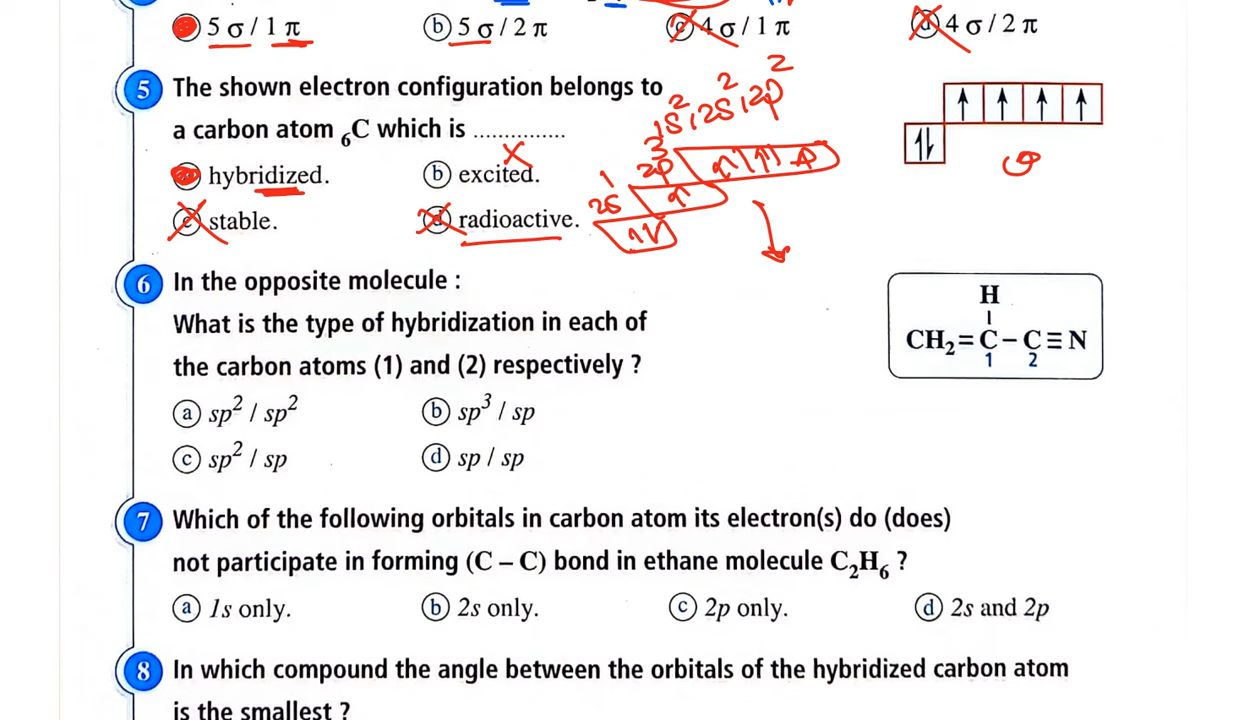 ⓐ 5 σ / 1 π ⓑ 5 σ / 2 π ⓒ 4 σ / 1 π ⓓ 4 σ / 2 π
5 The shown electron configuration belongs to
a carbon atom ₆C which is ...............
1s², 2s², 2p²
ⓐ hybridized. ⓑ excited.
2p³
2s¹
ⓒ stable. ⓓ radioactive.
6 In the opposite molecule :
What is the type of hybridization in each of
the carbon atoms (1) and (2) respectively ?
H
CH₂ = C – C ≡ N
1 2
ⓐ sp² / sp² ⓑ sp³ / sp
ⓒ sp² / sp ⓓ sp / sp
7 Which of the following orbitals in carbon atom its electron(s) do (does)
not participate in forming (C – C) bond in ethane molecule C₂H₆ ?
ⓐ 1s only. ⓑ 2s only. ⓒ 2p only. ⓓ 2s and 2p
8 In which compound the angle between the orbitals of the hybridized carbon atom
is the smallest ?